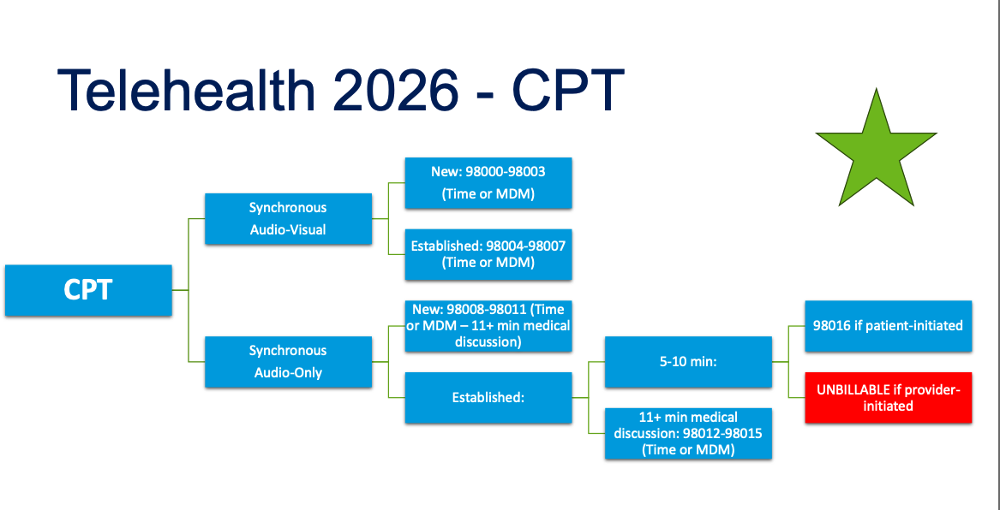 Telehealth 2026 - CPT
CPT
Synchronous
Audio-Visual
New: 98000-98003
(Time or MDM)
Established: 98004-98007
(Time or MDM)
Synchronous
Audio-Only
New: 98008-98011 (Time
or MDM – 11+ min medical
discussion)
Established:
5-10 min:
98016 if patient-initiated
UNBILLABLE if provider-
initiated
11+ min medical
discussion: 98012-98015
(Time or MDM)